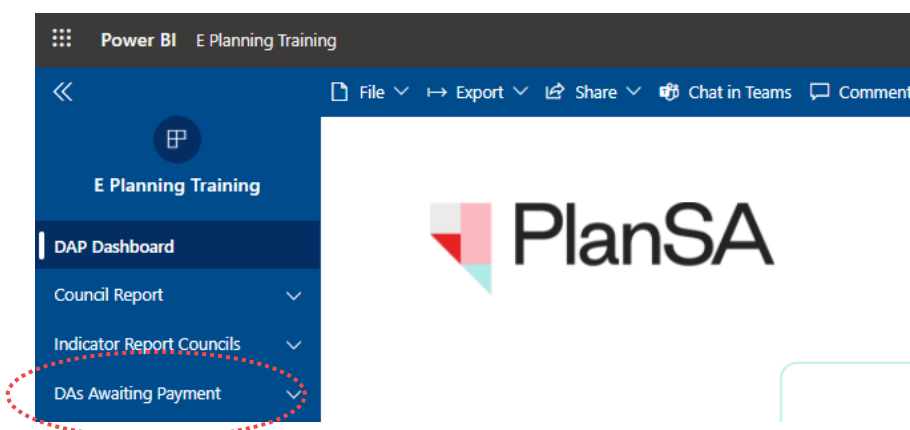 Power BI E Planning Training
File Export Share Chat in Teams Comment
E Planning Training
PlanSA
DAP Dashboard
Council Report
Indicator Report Councils
DAs Awaiting Payment